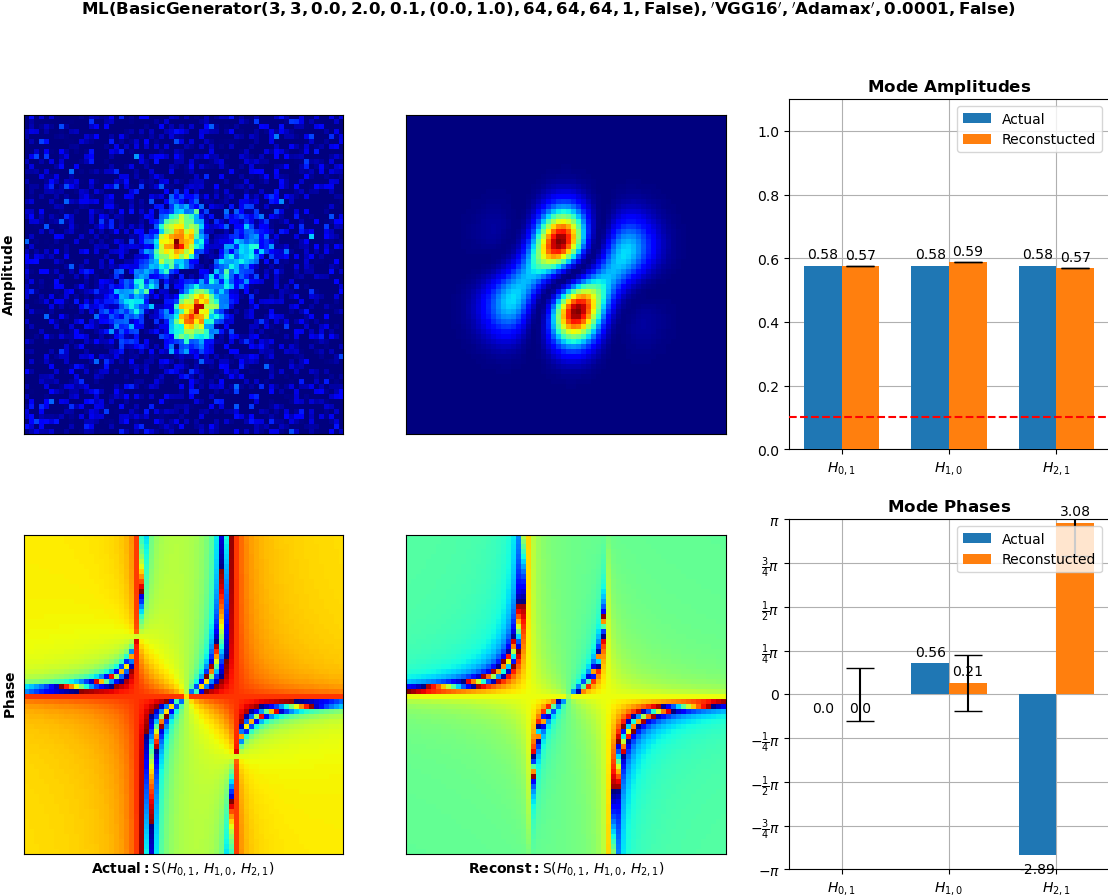 ML(BasicGenerator(3, 3, 0.0, 2.0, 0.1, (0.0, 1.0), 64, 64, 64, 1, False), ′VGG16′, ′Adamax′, 0.0001, False)
Mode Amplitudes
Actual
Reconstucted
1.0
0.8
0.6
0.4
0.2
0.0
0.58 0.57
0.58 0.59
0.58 0.57
H0, 1
H1, 0
H2, 1
Amplitude
Mode Phases
Actual
Reconstucted
3.08
π
3/4π
1/2π
1/4π
0
−1/4π
−1/2π
−3/4π
−π
0.0 0.0
0.56
0.21
2.89
H0, 1
H1, 0
H2, 1
Phase
Actual: S(H0, 1, H1, 0, H2, 1)
Reconst: S(H0, 1, H1, 0, H2, 1)